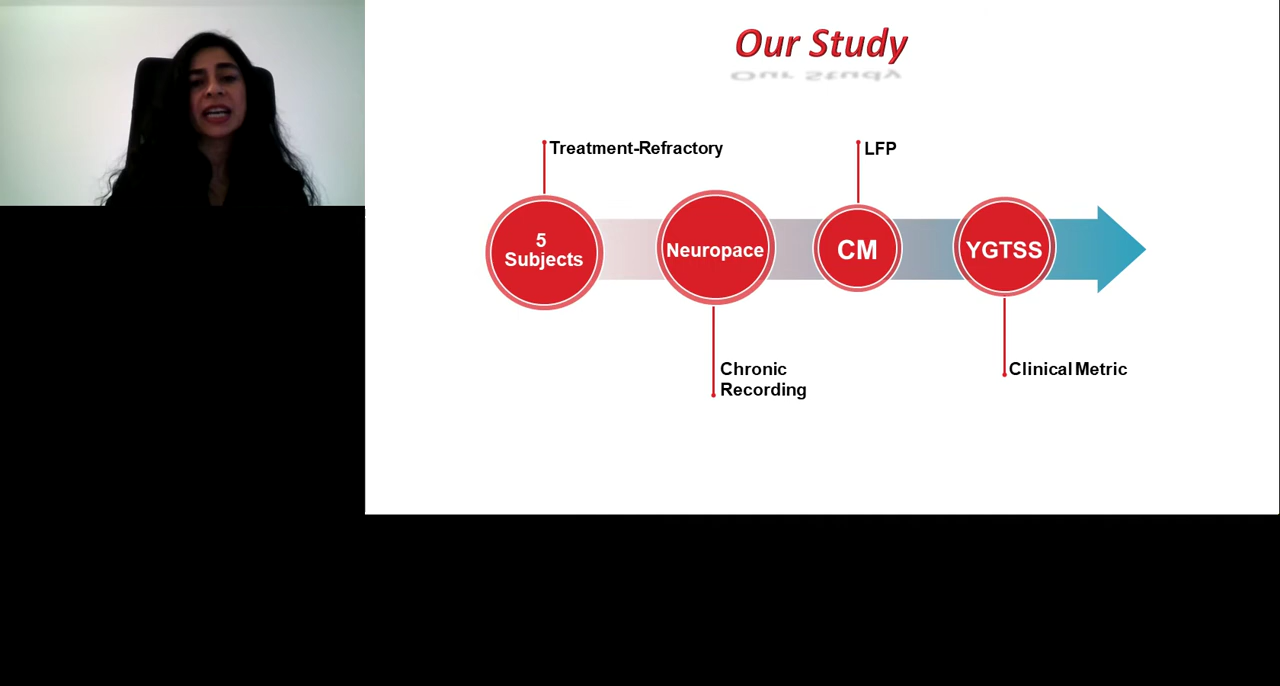 Our Study
Treatment-Refractory
LFP
5
Subjects
Neuropace
CM
YGTSS
Chronic
Recording
Clinical Metric